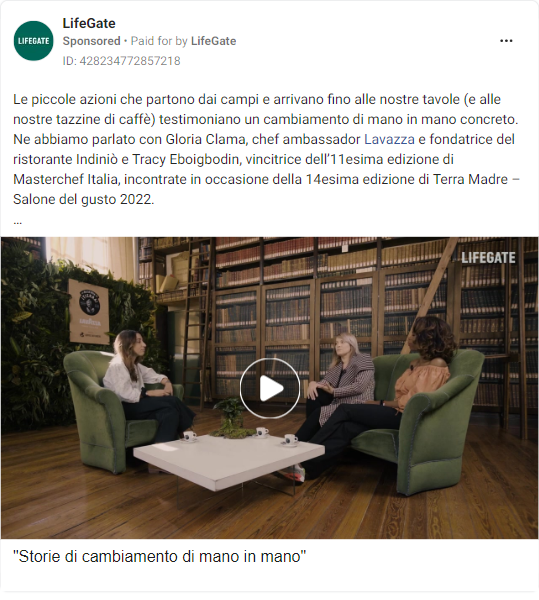 LifeGate
LIFEGATE
Sponsored • Paid for by LifeGate
ID: 428234772857218
Le piccole azioni che partono dai campi e arrivano fino alle nostre tavole (e alle
nostre tazzine di caffè) testimoniano un cambiamento di mano in mano concreto.
Ne abbiamo parlato con Gloria Clama, chef ambassador Lavazza e fondatrice del
ristorante Indiniò e Tracy Eboigbodin, vincitrice dell'11esima edizione di
Masterchef Italia, incontrate in occasione della 14esima edizione di Terra Madre –
Salone del gusto 2022.
...
LIFEGATE
"Storie di cambiamento di mano in mano"